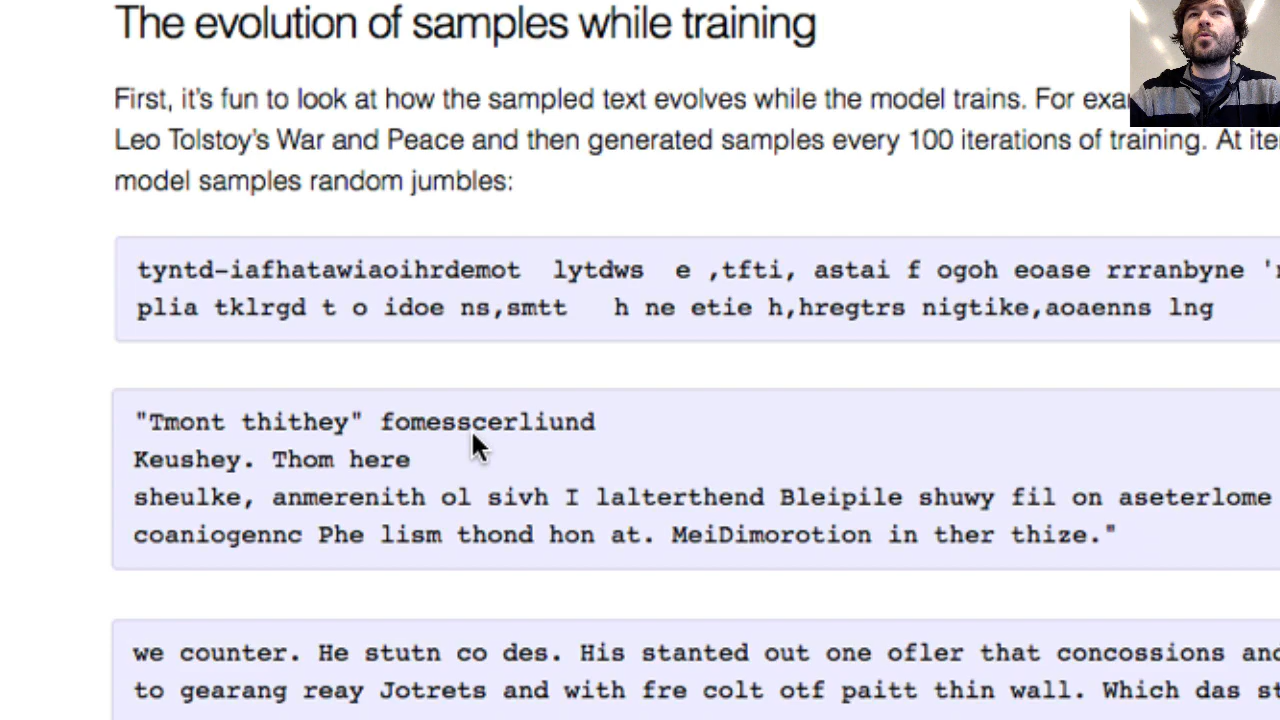 The evolution of samples while training
First, it's fun to look at how the sampled text evolves while the model trains. For
Leo Tolstoy's War and Peace and then generated samples every 100 iterations of training. At
model samples random jumbles:
tyntd-iafhatawiaoihrdemot  lytdws  e ,tfti, astai f ogoh eoase rrranbyne
plia tklrgd t o idoe ns,smtt   h ne etie h,hregtrs nigtike,aoaenns lng
"Tmont thithey" fomesscerliund
Keushey. Thom here
sheulke, anmerenith ol sivh I lalterthend Bleipile shuwy fil on aseterlome
coaniogennc Phe lism thond hon at. MeiDimorotion in ther thize."
we counter. He stutn co des. His stanted out one ofler that concossions
to gearang reay Jotrets and with fre colt otf paitt thin wall. Which das